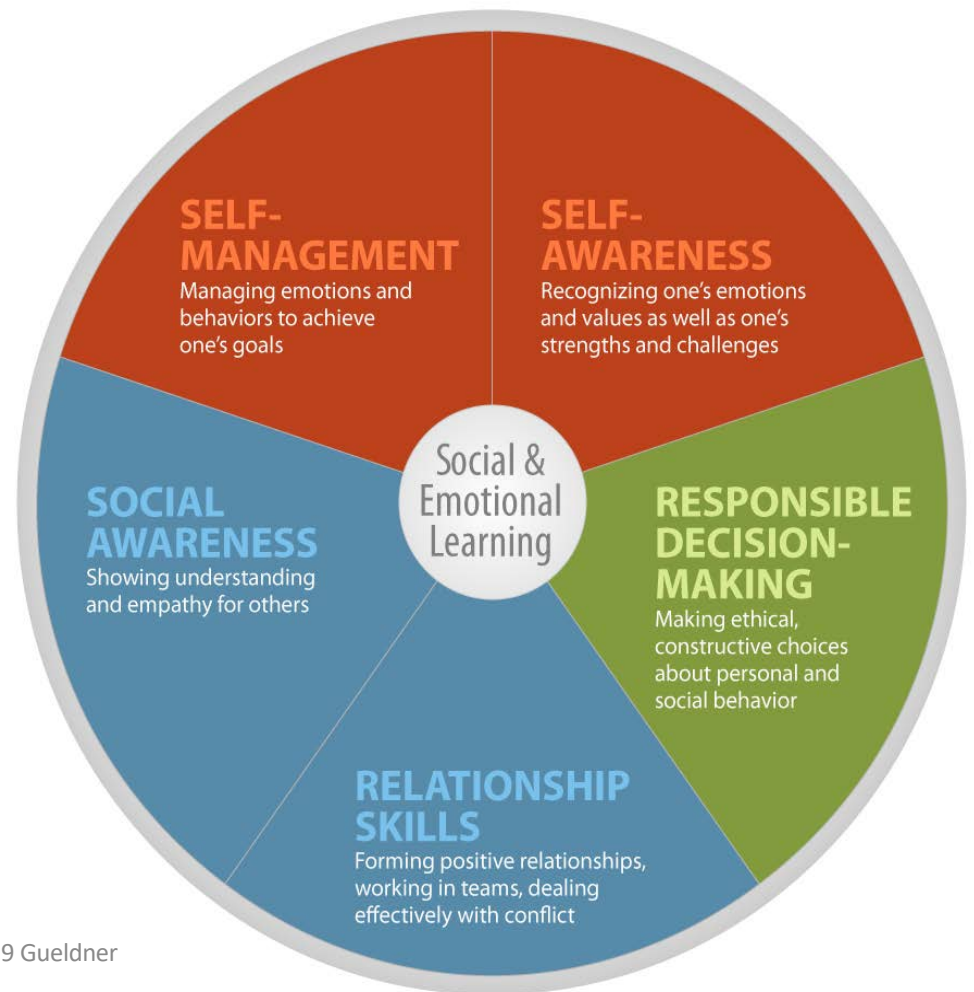 SELF-
MANAGEMENT
Managing emotions and
behaviors to achieve
one's goals
SELF-
AWARENESS
Recognizing one's emotions
and values as well as one's
strengths and challenges
SOCIAL
AWARENESS
Showing understanding
and empathy for others
Social &
Emotional
Learning
RESPONSIBLE
DECISION-
MAKING
Making ethical,
constructive choices
about personal and
social behavior
RELATIONSHIP
SKILLS
Forming positive relationships,
working in teams, dealing
effectively with conflict
9 Gueldner